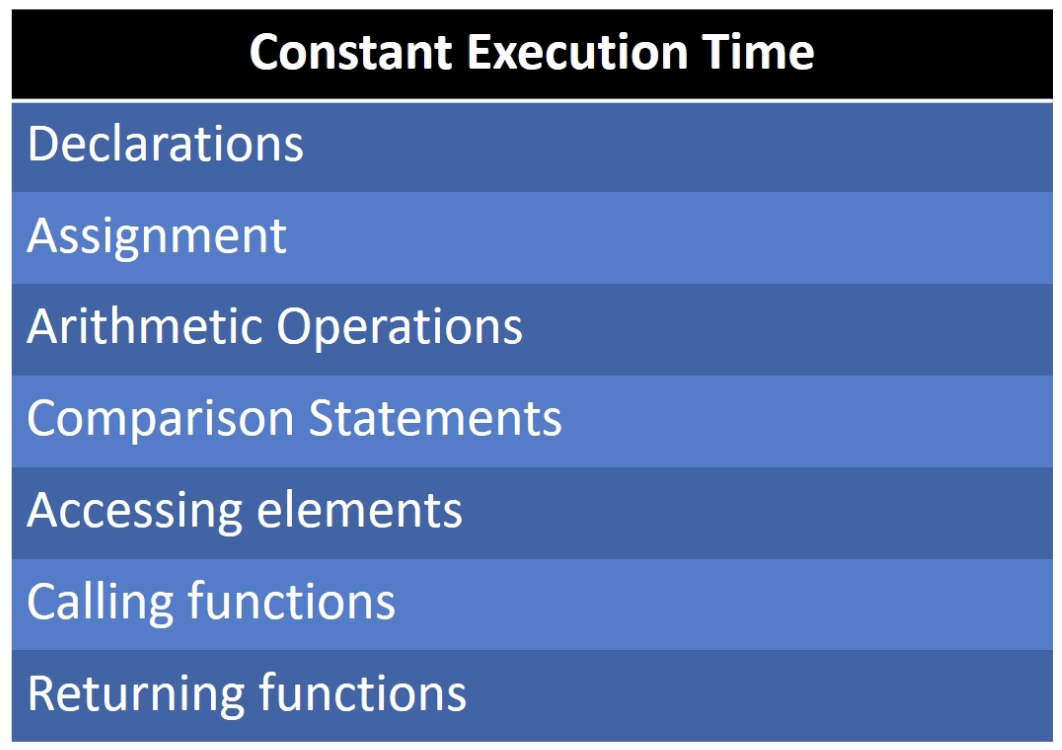 Constant Execution Time
Declarations
Assignment
Arithmetic Operations
Comparison Statements
Accessing elements
Calling functions
Returning functions